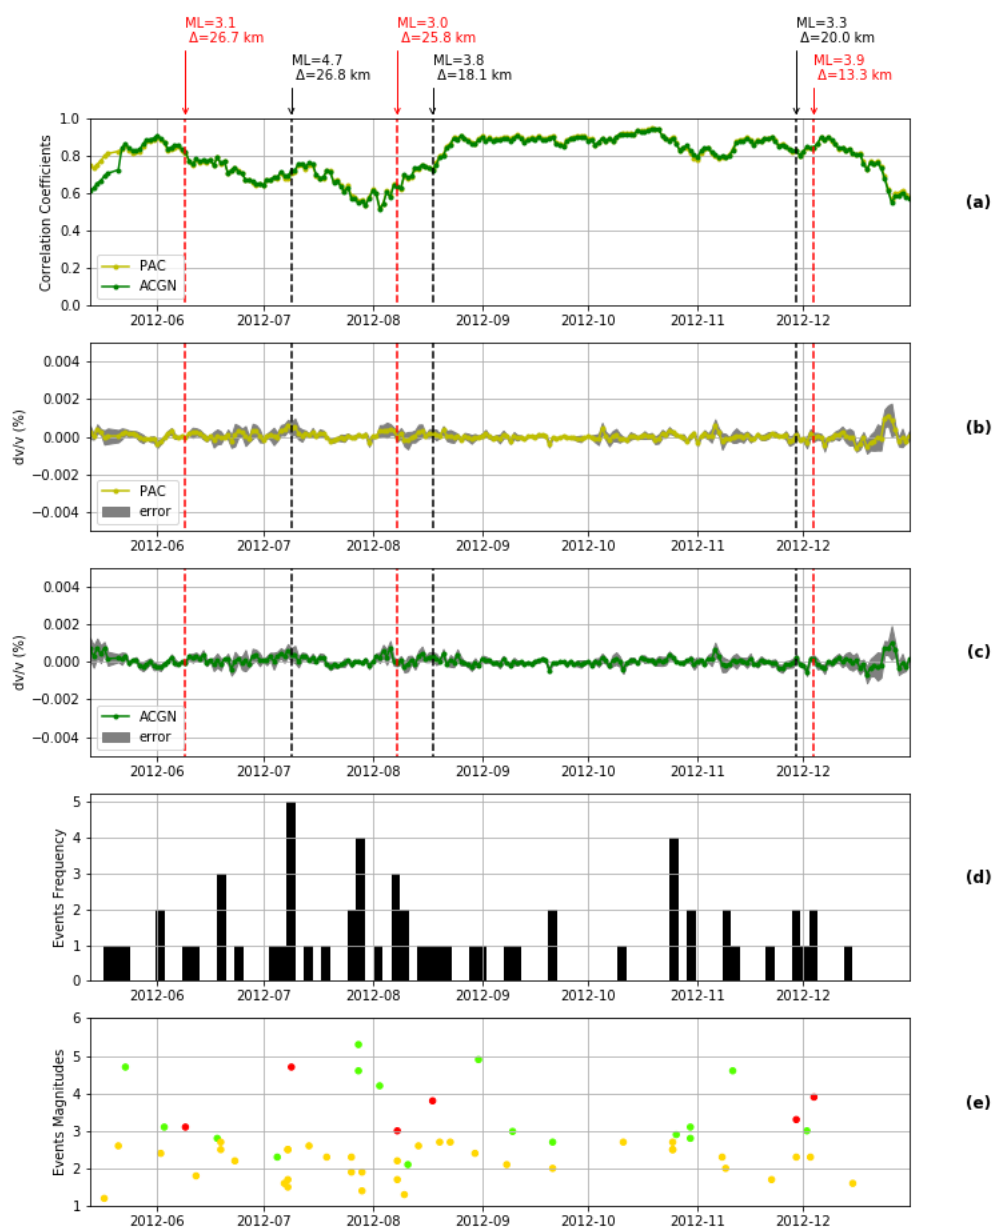 ML=3.1
Δ=26.7 km
ML=3.0
Δ=25.8 km
ML=3.3
Δ=20.0 km
ML=4.7
Δ=26.8 km
ML=3.8
Δ=18.1 km
ML=3.9
Δ=13.3 km
Correlation Coefficients
1.0
0.8
0.6
0.4
0.2
0.0
PAC
ACGN
2012-06 2012-07 2012-08 2012-09 2012-10 2012-11 2012-12
(a)
dv/v (%)
0.004
0.002
0.000
−0.002
−0.004
PAC
error
2012-06 2012-07 2012-08 2012-09 2012-10 2012-11 2012-12
(b)
dv/v (%)
0.004
0.002
0.000
−0.002
−0.004
ACGN
error
2012-06 2012-07 2012-08 2012-09 2012-10 2012-11 2012-12
(c)
Events Frequency
5
4
3
2
1
0
2012-06 2012-07 2012-08 2012-09 2012-10 2012-11 2012-12
(d)
Events Magnitudes
6
5
4
3
2
1
2012-06 2012-07 2012-08 2012-09 2012-10 2012-11 2012-12
(e)